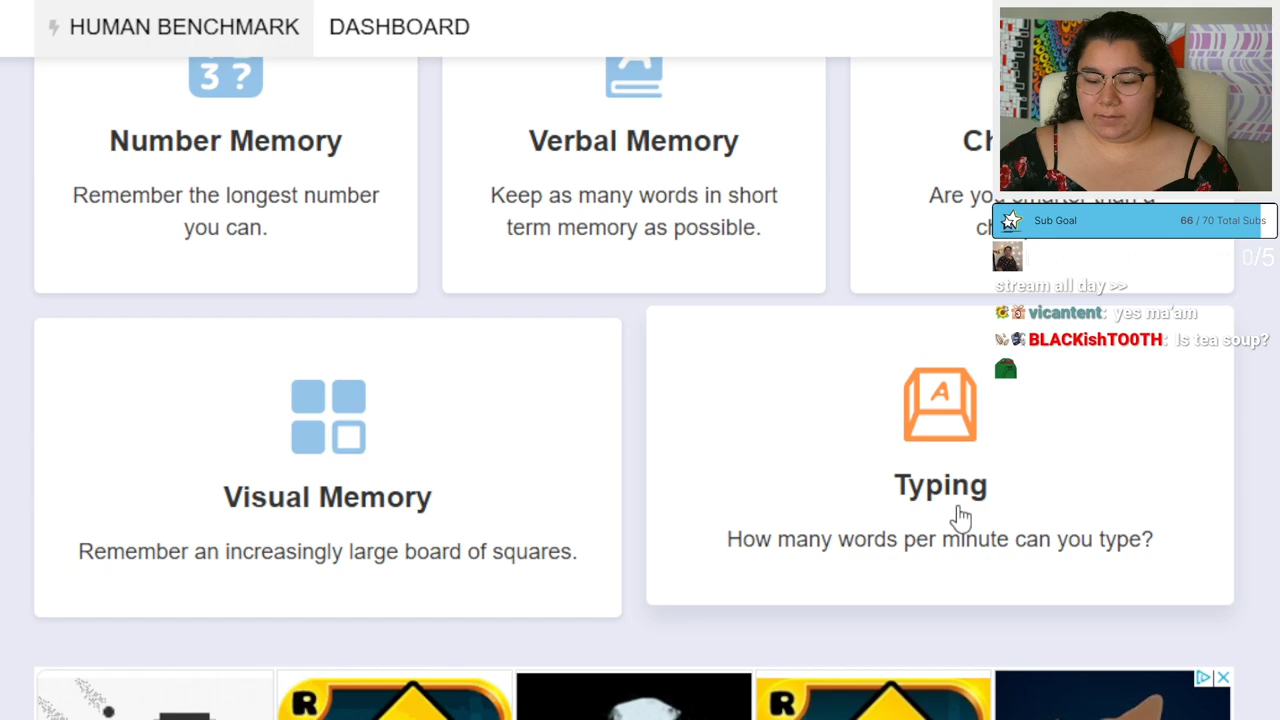 HUMAN BENCHMARK
DASHBOARD
3 ?
A
Number Memory
Verbal Memory
Ch
Remember the longest number
you can.
Keep as many words in short
term memory as possible.
Are you
Sub Goal
66 / 70 Total Subs
0/5
stream all day >>
vicantent: yes ma'am
BLACKishTO0TH: Is tea soup?
A
Visual Memory
Remember an increasingly large board of squares.
Typing
How many words per minute can you type?
R
R